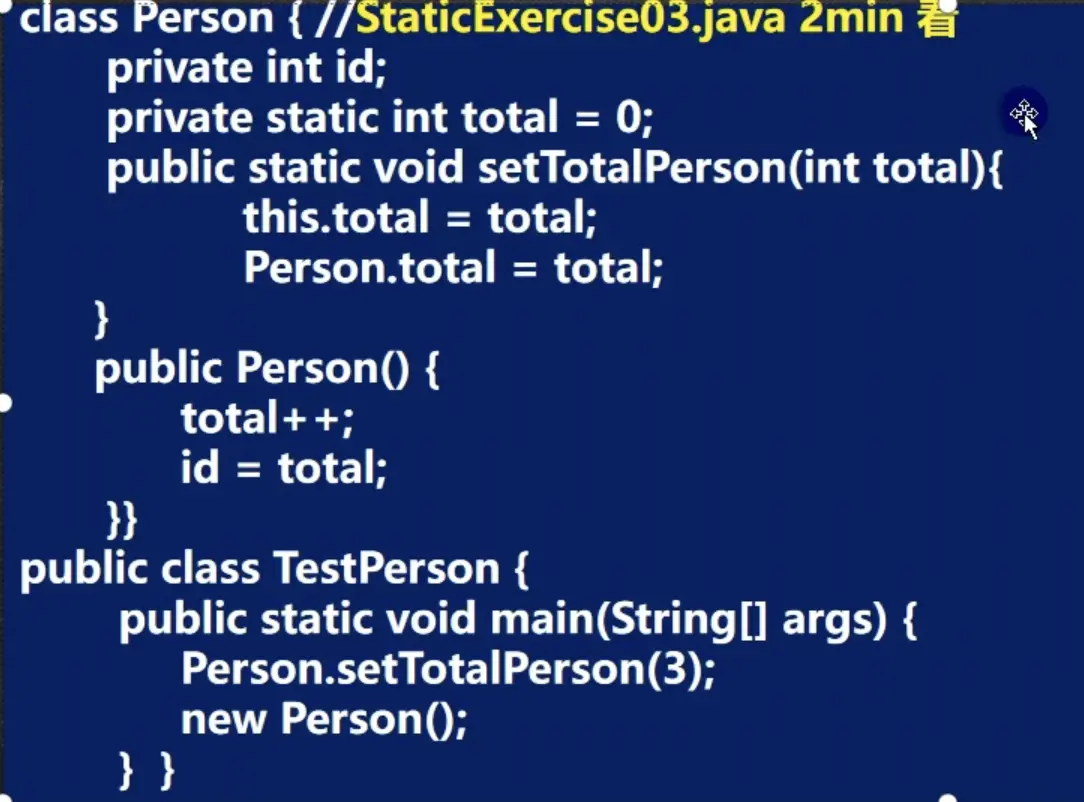 class Person { //StaticExercise03.java 2min 看
private int id;
private static int total = 0;
public static void setTotalPerson(int total){
this.total = total;
Person.total = total;
}
public Person() {
total++;
id = total;
}}
public class TestPerson {
public static void main(String[] args) {
Person.setTotalPerson(3);
new Person();
} }